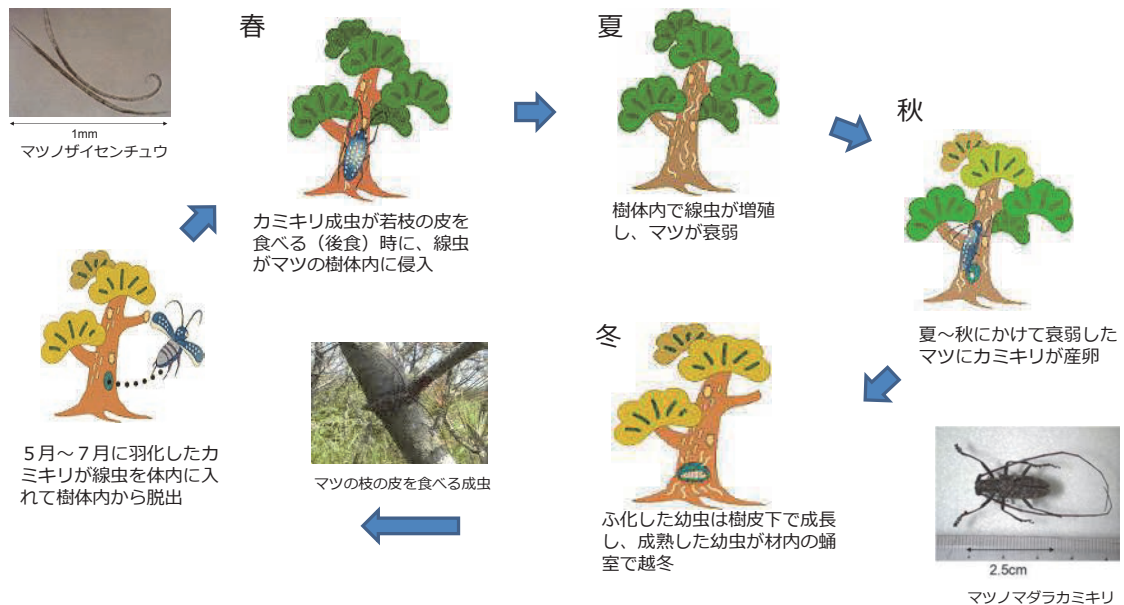 1mm
マツノザイセンチュウ
春
カミキリ成虫が若枝の皮を
食べる（後食）時に、線虫
がマツの樹体内に侵入
夏
樹体内で線虫が増殖
し、マツが衰弱
秋
夏～秋にかけて衰弱した
マツにカミキリが産卵
2.5cm
マツノマダラカミキリ
冬
ふ化した幼虫は樹皮下で成長
し、成熟した幼虫が材内の蛹
室で越冬
マツの枝の皮を食べる成虫
５月～７月に羽化したカ
ミキリが線虫を体内に入
れて樹体内から脱出